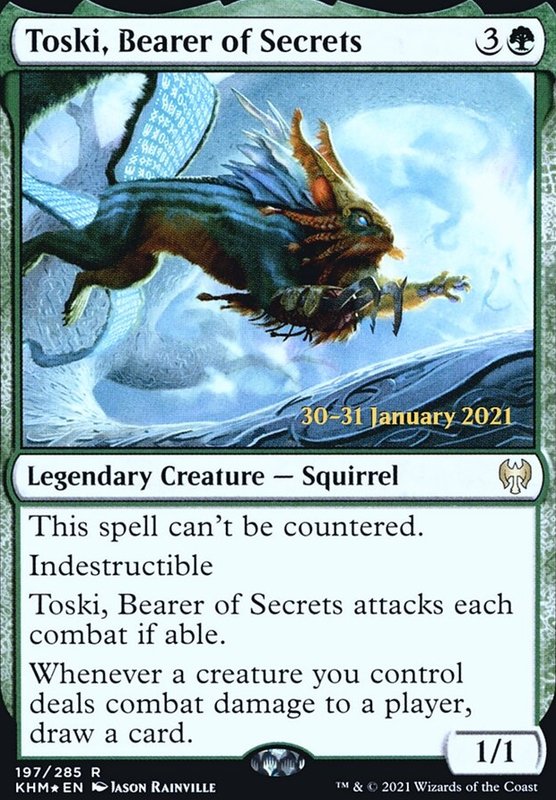 Toski, Bearer of Secrets 3
30–31 January 2021
Legendary Creature — Squirrel
This spell can't be countered.
Indestructible
Toski, Bearer of Secrets attacks each
combat if able.
Whenever a creature you control
deals combat damage to a player,
draw a card.
1/1
197/285 R
KHM★EN Jason Rainville
™ & © 2021 Wizards of the Coast